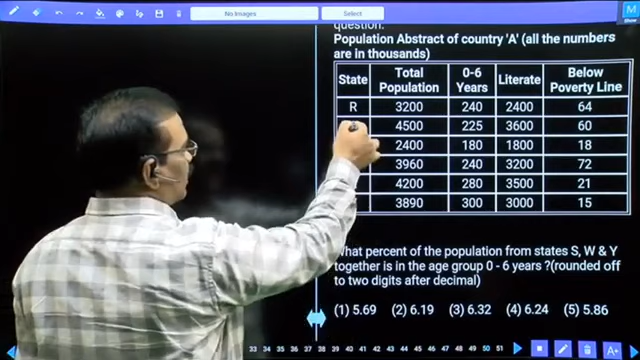 No Images
Select
M
question.
Population Abstract of country 'A' (all the numbers
are in thousands)
State Total Population 0-6 Years Literate Below Poverty Line
R 3200 240 2400 64
4500 225 3600 60
2400 180 1800 18
3960 240 3200 72
4200 280 3500 21
3890 300 3000 15
What percent of the population from states S, W & Y
together is in the age group 0 - 6 years ?(rounded off
to two digits after decimal)
(1) 5.69 (2) 6.19 (3) 6.32 (4) 6.24 (5) 5.86
33 39 40 41 42 43 44 45 46 47 48 49 50 51
A+